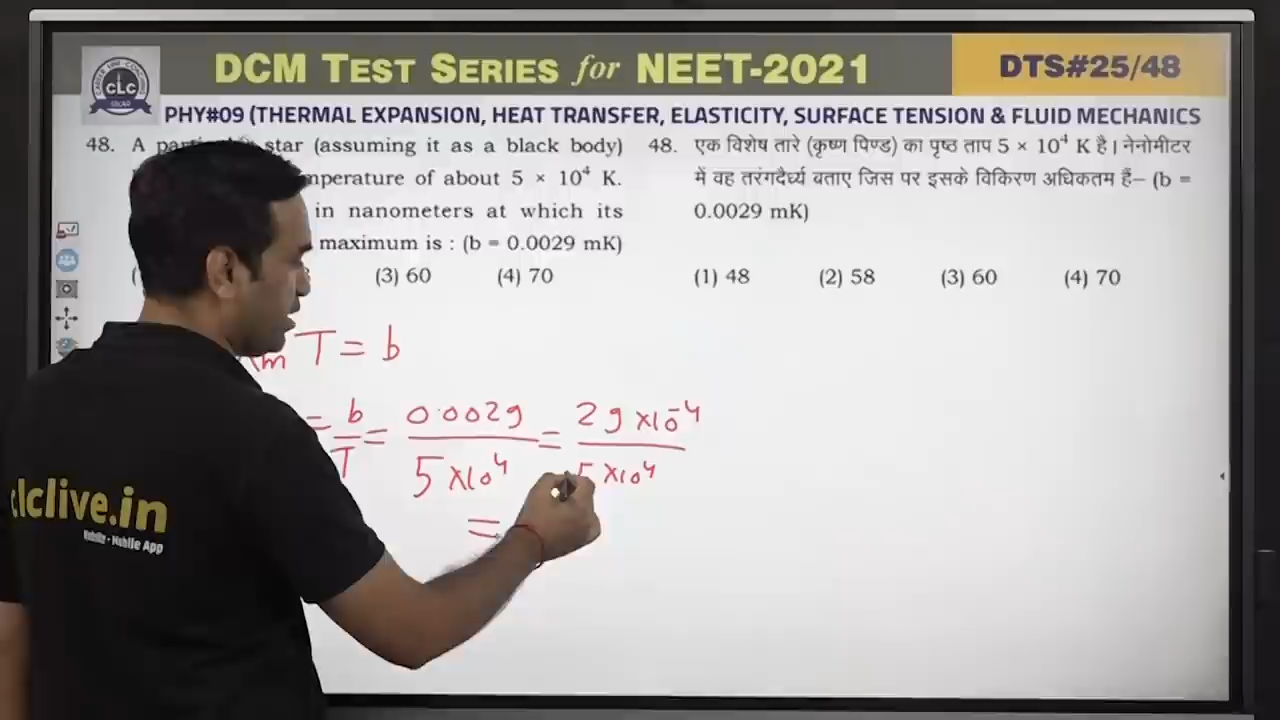 DCM TEST SERIES for NEET-2021
DTS#25/48
CLC
PHY#09 (THERMAL EXPANSION, HEAT TRANSFER, ELASTICITY, SURFACE TENSION & FLUID MECHANICS
48. A star (assuming it as a black body)
temperature of about 5 × 10⁴ K.
in nanometers at which its
maximum is : (b = 0.0029 mK)
(3) 60 (4) 70
48. एक विशेष तारे (कृष्ण पिण्ड) का पृष्ठ ताप 5 × 10⁴ K है। नेनोमीटर
में वह तरंगदैर्ध्य बताए जिस पर इसके विकिरण अधिकतम हैं– (b =
0.0029 mK)
(1) 48 (2) 58 (3) 60 (4) 70
λm T = b
= b/T = 0.0029/5×10⁴ = 29×10⁻⁴/5×10⁴
=
clclive.in
Website - Mobile App